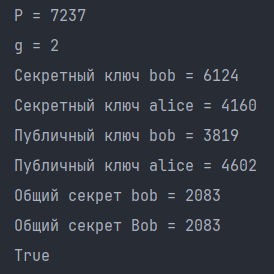 P = 7237
g = 2
Секретный ключ bob = 6124
Секретный ключ alice = 4160
Публичный ключ bob = 3819
Публичный ключ alice = 4602
Общий секрет bob = 2083
Общий секрет Bob = 2083
True